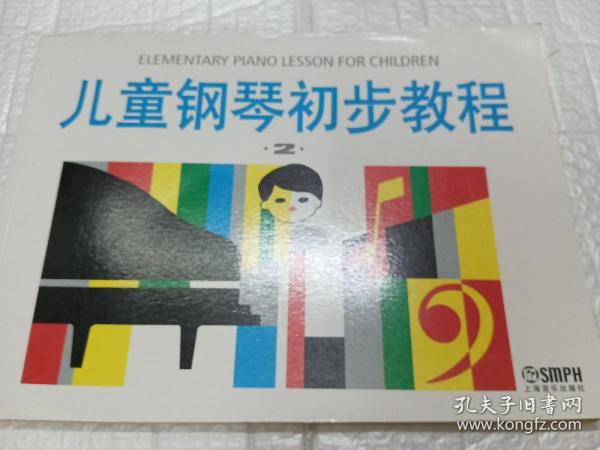 ELEMENTARY PIANO LESSON FOR CHILDREN
儿童钢琴初步教程
·2·
SMPH
上海音乐出版社
孔夫子旧书网
www.kongfz.com